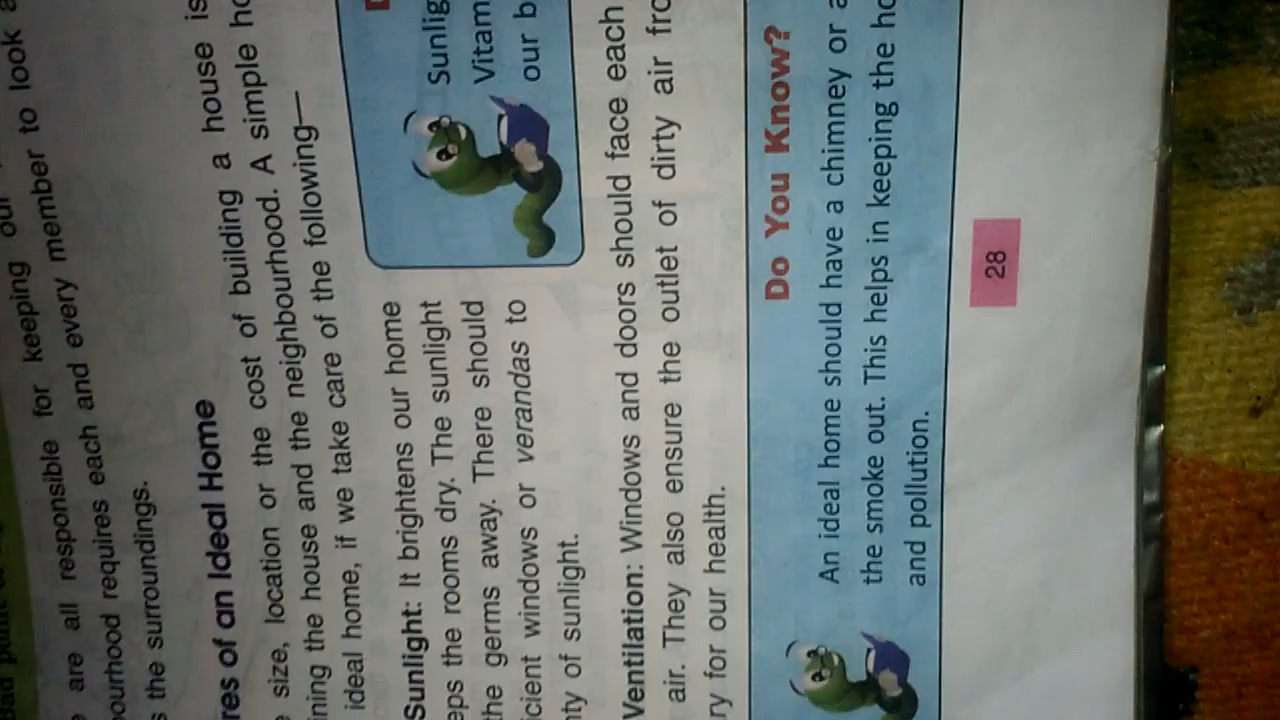 are all responsible for keeping our
ourhood requires each and every member to look
the surroundings.
res of an Ideal Home
size, location or the cost of building a house is
ning the house and the neighbourhood. A simple ho
ideal home, if we take care of the following—
Sunlight: It brightens our home
eps the rooms dry. The sunlight
the germs away. There should
icient windows or verandas to
nty of sunlight.
Sunlig
Vitam
our b
Ventilation: Windows and doors should face each
air. They also ensure the outlet of dirty air fro
ry for our health.
Do You Know?
An ideal home should have a chimney or a
the smoke out. This helps in keeping the ho
and pollution.
28